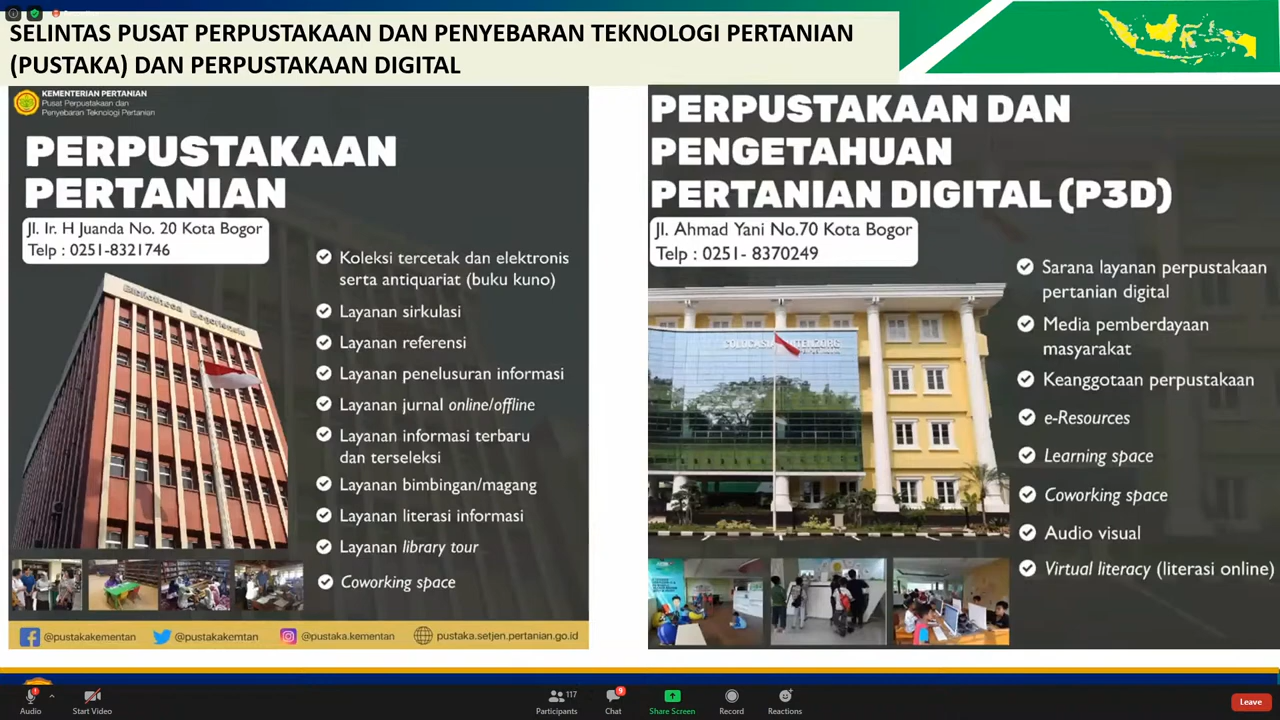 SELINTAS PUSAT PERPUSTAKAAN DAN PENYEBARAN TEKNOLOGI PERTANIAN
(PUSTAKA) DAN PERPUSTAKAAN DIGITAL
KEMENTERIAN PERTANIAN
Pusat Perpustakaan dan
Penyebaran Teknologi Pertanian
PERPUSTAKAAN
PERTANIAN
Jl. Ir. H Juanda No. 20 Kota Bogor
Telp : 0251-8321746
Bibliotheca Bogoriensis
Koleksi tercetak dan elektronis
serta antiquariat (buku kuno)
Layanan sirkulasi
Layanan referensi
Layanan penelusuran informasi
Layanan jurnal online/offline
Layanan informasi terbaru
dan terseleksi
Layanan bimbingan/magang
Layanan literasi informasi
Layanan library tour
Coworking space
@pustakakementan
@pustakakemtan
@pustaka.kementan
pustaka.setjen.pertanian.go.id
PERPUSTAKAAN DAN
PENGETAHUAN
PERTANIAN DIGITAL (P3D)
Jl. Ahmad Yani No.70 Kota Bogor
Telp : 0251- 8370249
Sarana layanan perpustakaan
pertanian digital
Media pemberdayaan
masyarakat
Keanggotaan perpustakaan
e-Resources
Learning space
Coworking space
Audio visual
Virtual literacy (literasi online)
Audio
Start Video
117
Participants
9
Chat
Share Screen
Record
Reactions
Leave